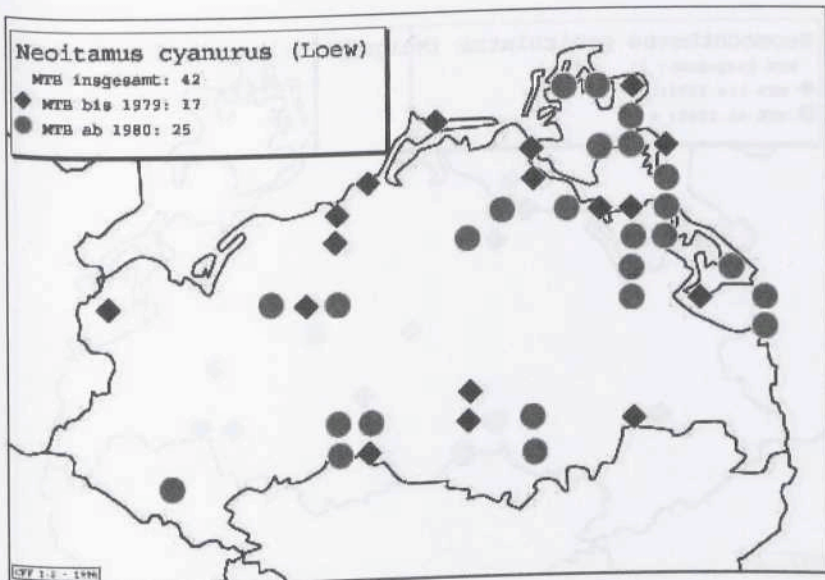 Neoitamus cyanurus (Loew)
MTB insgesamt: 42
MTB bis 1979: 17
MTB ab 1980: 25